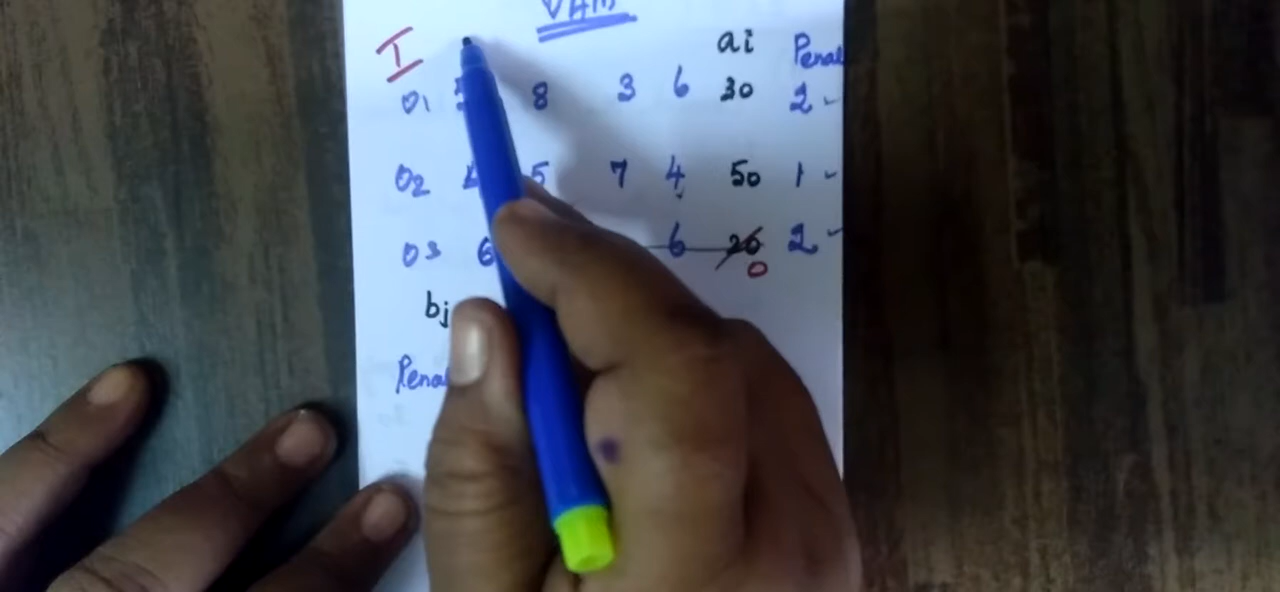 VAM
I ai Penal
O1 8 3 6 30 2
O2 5 7 4 50 1
O3 6 6 20 2
0
bj
Penal